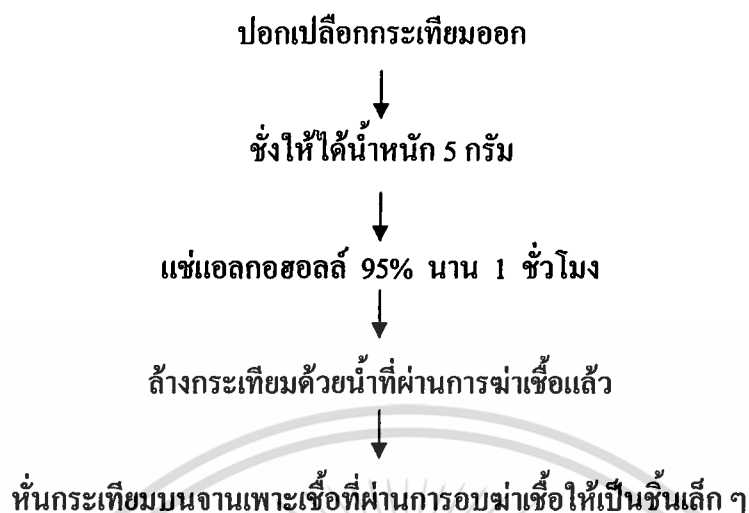 ปอกเปลือกกระเทียมออก
ชั่งให้ได้น้ำหนัก 5 กรัม
แช่แอลกอฮอลล์ 95% นาน 1 ชั่วโมง
ล้างกระเทียมด้วยน้ำที่ผ่านการฆ่าเชื้อแล้ว
หั่นกระเทียมบนจานเพาะเชื้อที่ผ่านการอบฆ่าเชื้อให้เป็นชิ้นเล็ก ๆ